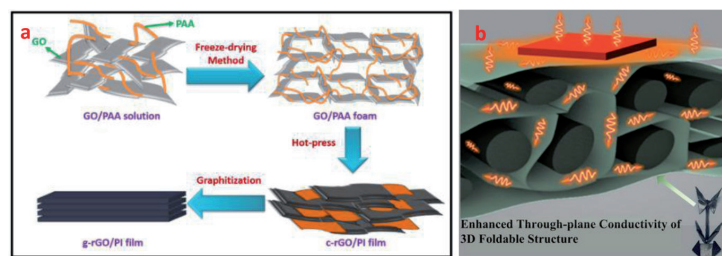 a
GO
PAA
Freeze-drying
Method
GO/PAA solution
GO/PAA foam
Hot-press
Graphitization
g-rGO/PI film
c-rGO/PI film
b
Enhanced Through-plane Conductivity of
3D Foldable Structure